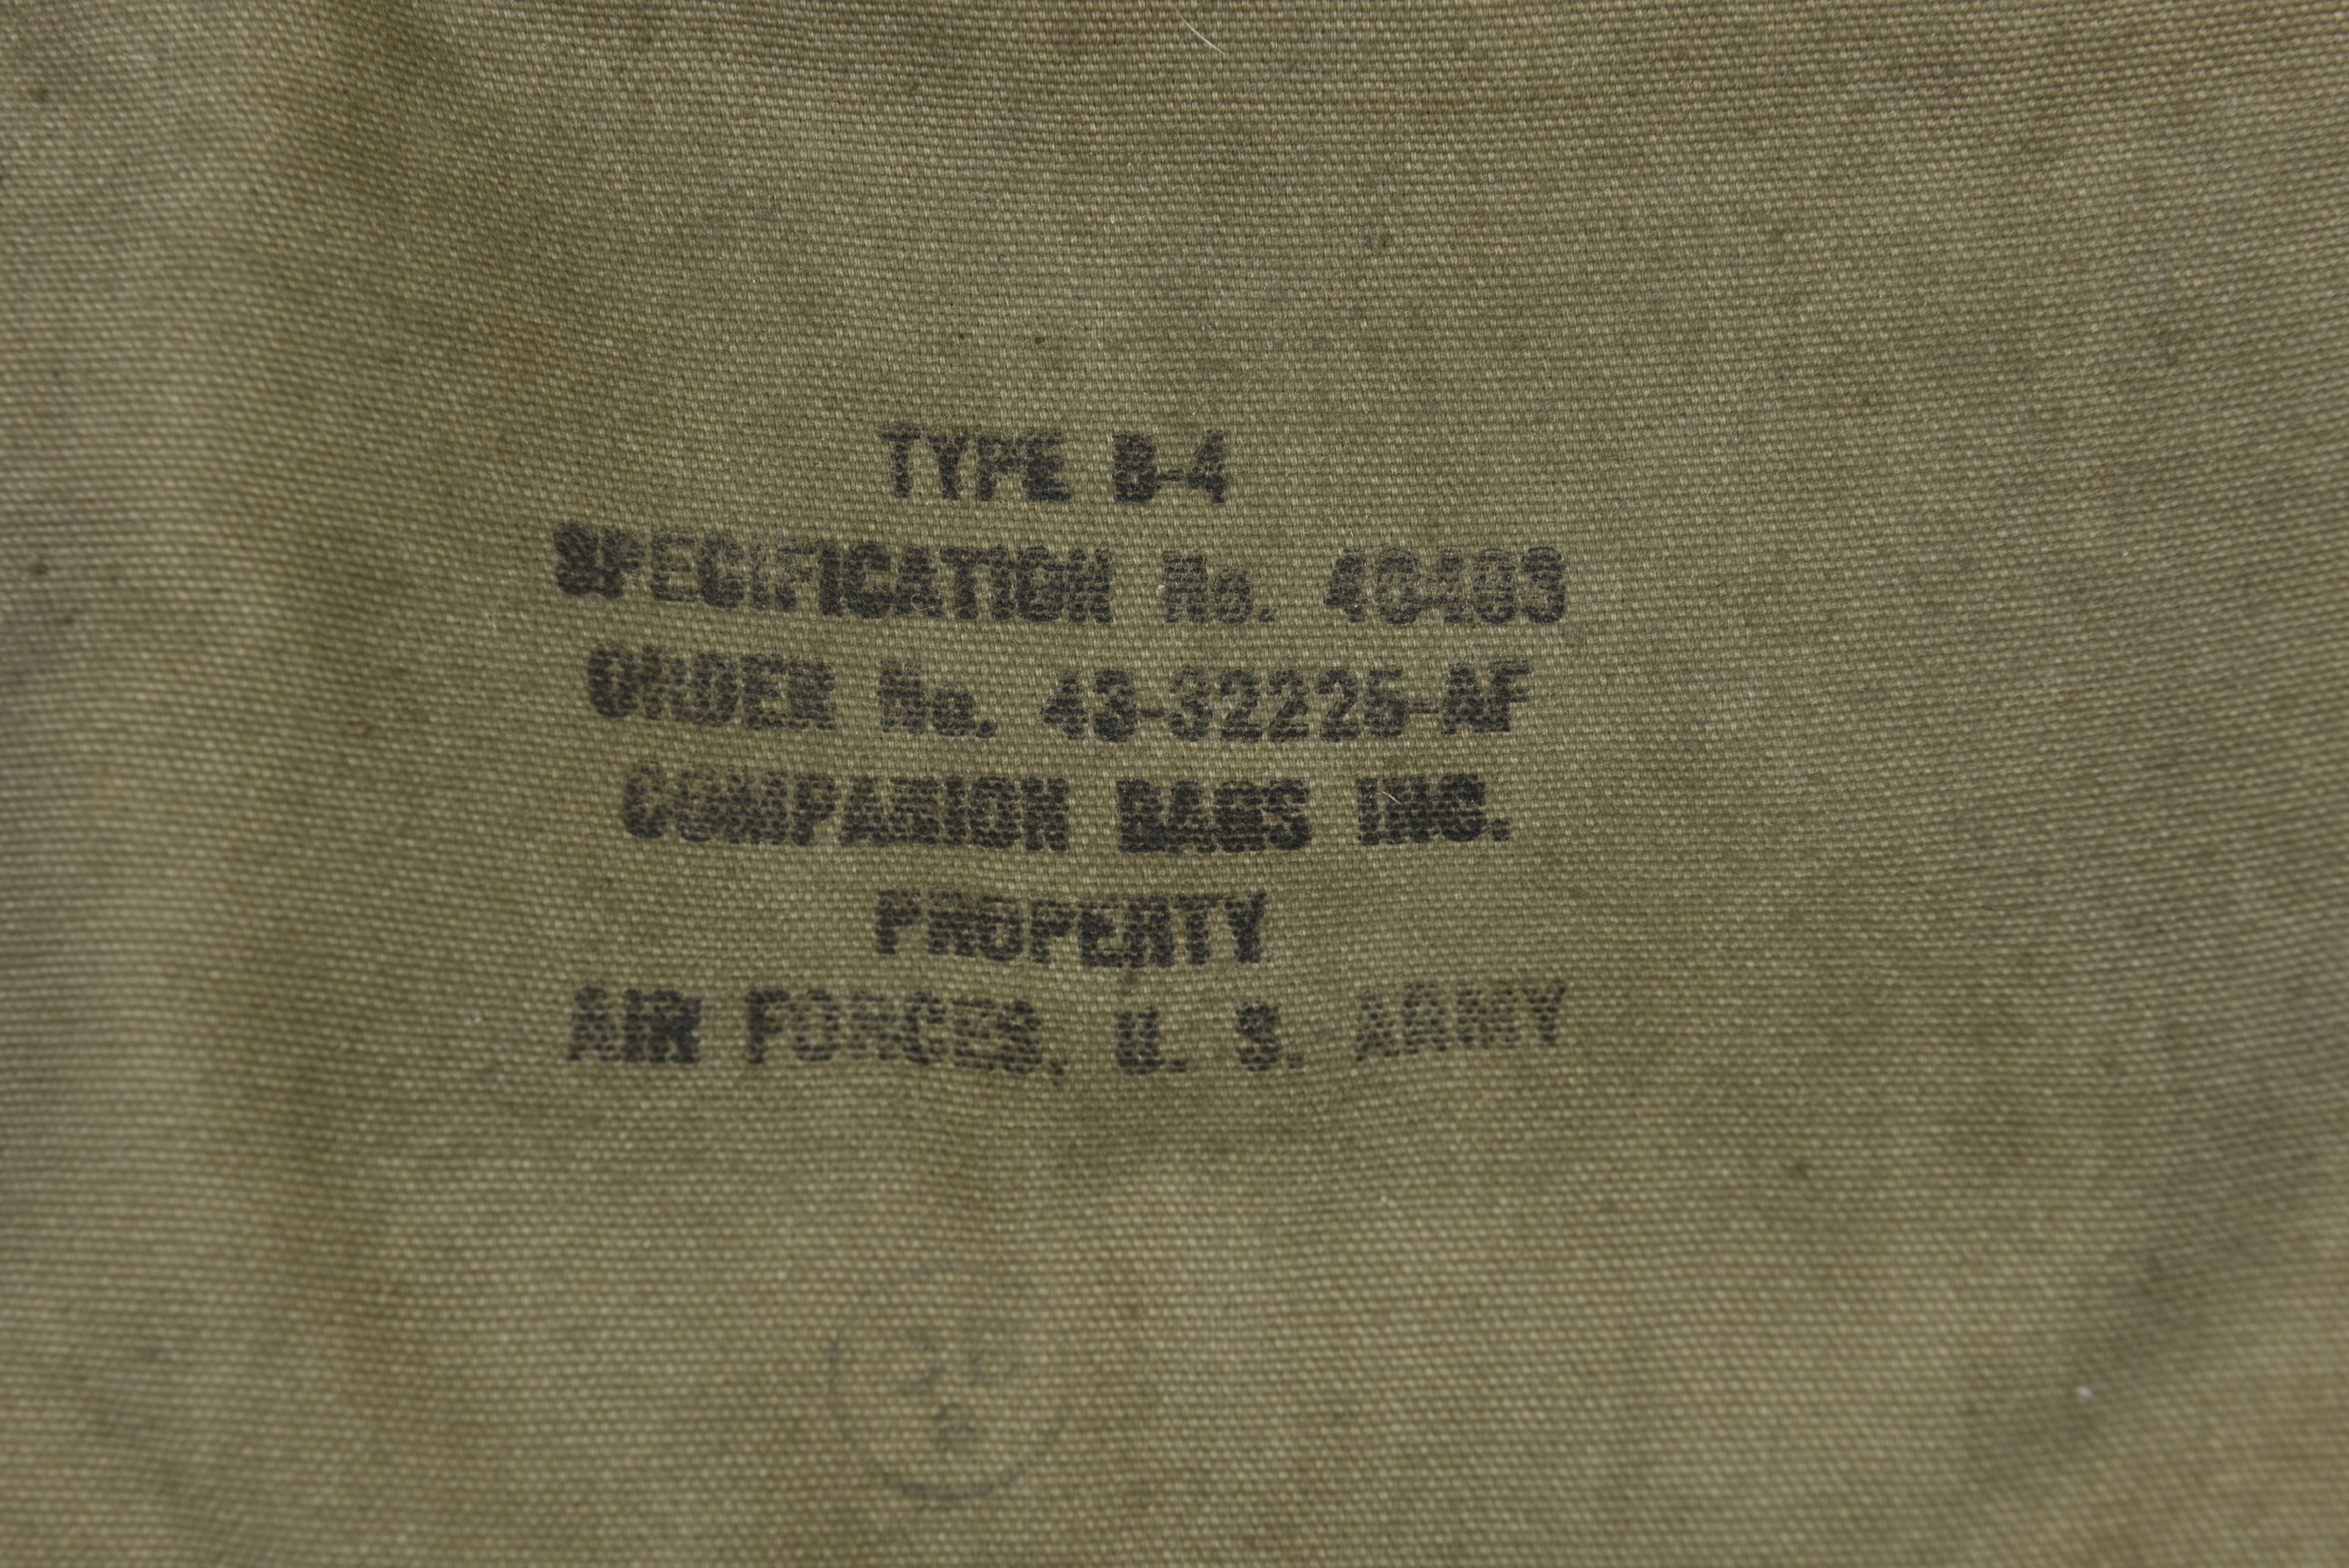 TYPE B-4
SPECIFICATION No. 40403
ORDER No. 43-32225-AF
COMPANION BAGS INC.
PROPERTY
AIR FORCES, U. S. ARMY